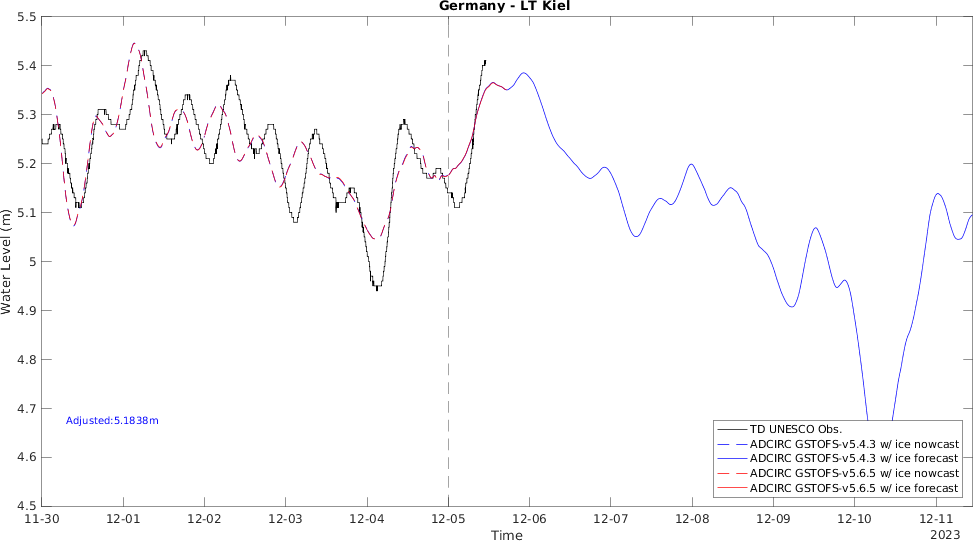 Germany - LT Kiel
5.5
5.4
5.3
5.2
5.1
5
4.9
4.8
4.7
4.6
4.5
Water Level (m)
Adjusted:5.1838m
TD UNESCO Obs.
ADCIRC GSTOFS-v5.4.3 w/ ice nowcast
ADCIRC GSTOFS-v5.4.3 w/ ice forecast
ADCIRC GSTOFS-v5.6.5 w/ ice nowcast
ADCIRC GSTOFS-v5.6.5 w/ ice forecast
11-30 12-01 12-02 12-03 12-04 12-05 12-06 12-07 12-08 12-09 12-10 12-11
Time
2023